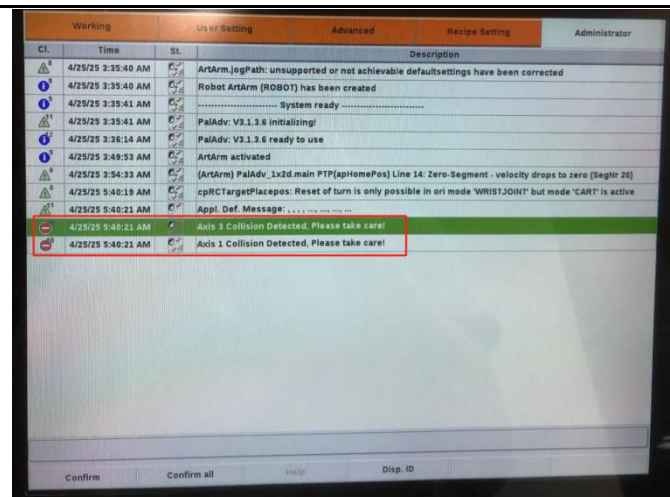 Working User Setting Advanced Recipe Setting Administrator
Cl. Time St. Description
4/25/25 3:35:40 AM ArtArm.jogPath: unsupported or not achievable defaultsettings have been corrected
4/25/25 3:35:40 AM Robot ArtArm (ROBOT) has been created
4/25/25 3:35:41 AM ------------------------ System ready ------------------------
4/25/25 3:35:41 AM PalAdv: V3.1.3.6 initializing!
4/25/25 3:36:14 AM PalAdv: V3.1.3.6 ready to use
4/25/25 3:49:53 AM ArtArm activated
4/25/25 3:54:33 AM (ArtArm) PalAdv_1x2d.main PTP(apHomePos) Line 14: Zero-Segment - velocity drops to zero (SegNr 20)
4/25/25 5:40:19 AM cpRCTargetPlacepos: Reset of turn is only possible in ori mode 'WRISTJOINT' but mode 'CART' is active
4/25/25 5:40:21 AM Appl. Def. Message: , , , , ..., ..., ..., ...
4/25/25 5:40:21 AM Axis 3 Collision Detected, Please take care!
4/25/25 5:40:21 AM Axis 1 Collision Detected, Please take care!
Confirm Confirm all Help Disp. ID